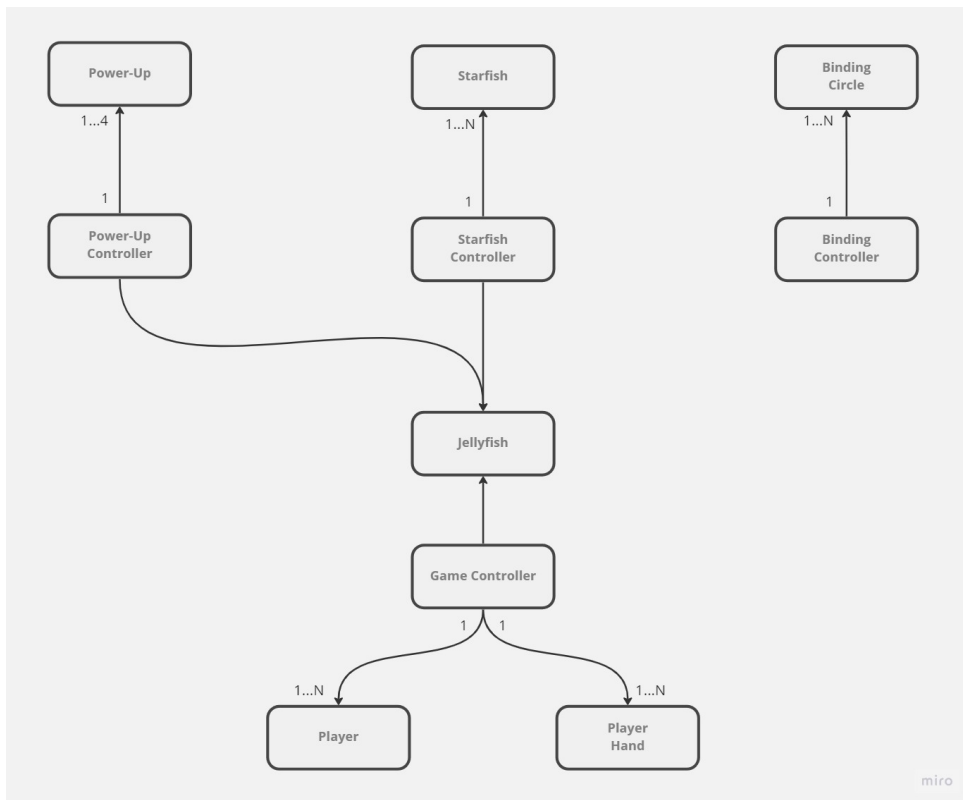 Power-Up
Starfish
Binding
Circle
1...4
1...N
1...N
1
1
1
Power-Up
Controller
Starfish
Controller
Binding
Controller
Jellyfish
Game Controller
1
1
1...N
1...N
Player
Player
Hand
miro